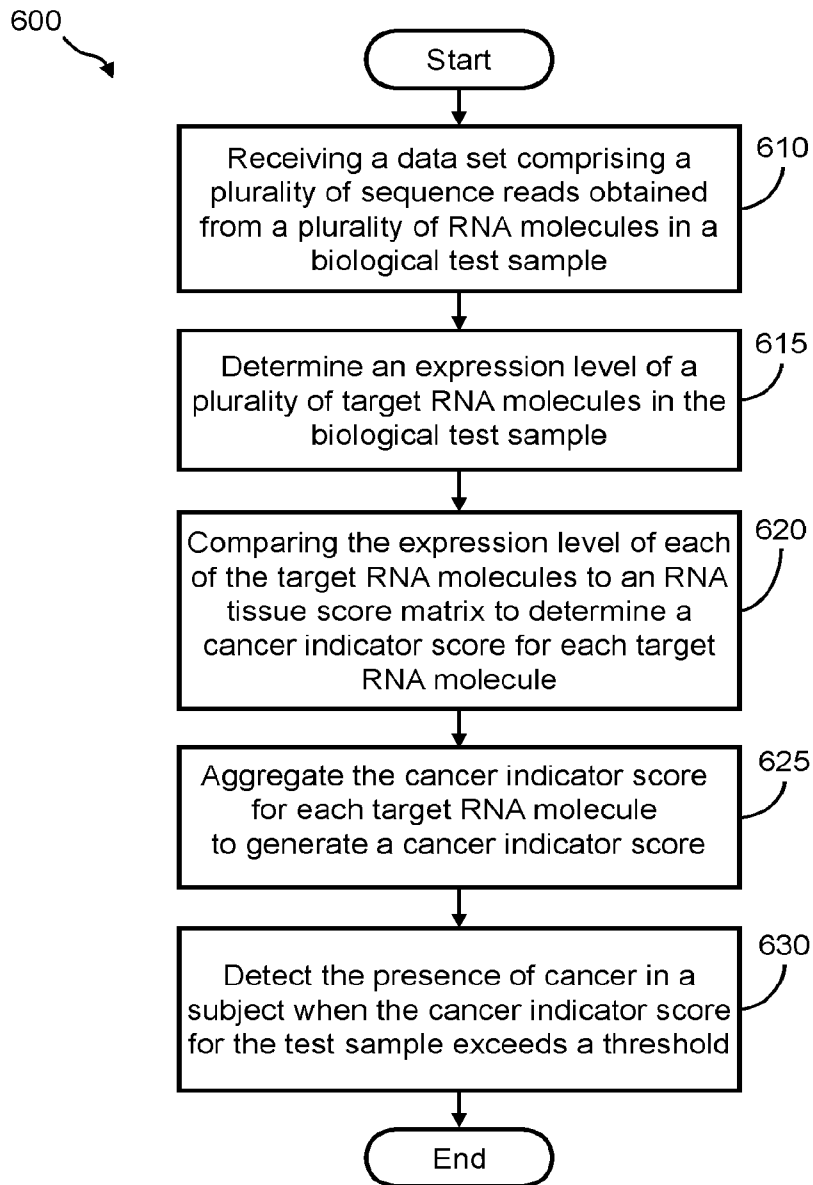 600
Start
Receiving a data set comprising a
plurality of sequence reads obtained
from a plurality of RNA molecules in a
biological test sample
610
Determine an expression level of a
plurality of target RNA molecules in the
biological test sample
615
Comparing the expression level of each
of the target RNA molecules to an RNA
tissue score matrix to determine a
cancer indicator score for each target
RNA molecule
620
Aggregate the cancer indicator score
for each target RNA molecule
to generate a cancer indicator score
625
Detect the presence of cancer in a
subject when the cancer indicator score
for the test sample exceeds a threshold
630
End